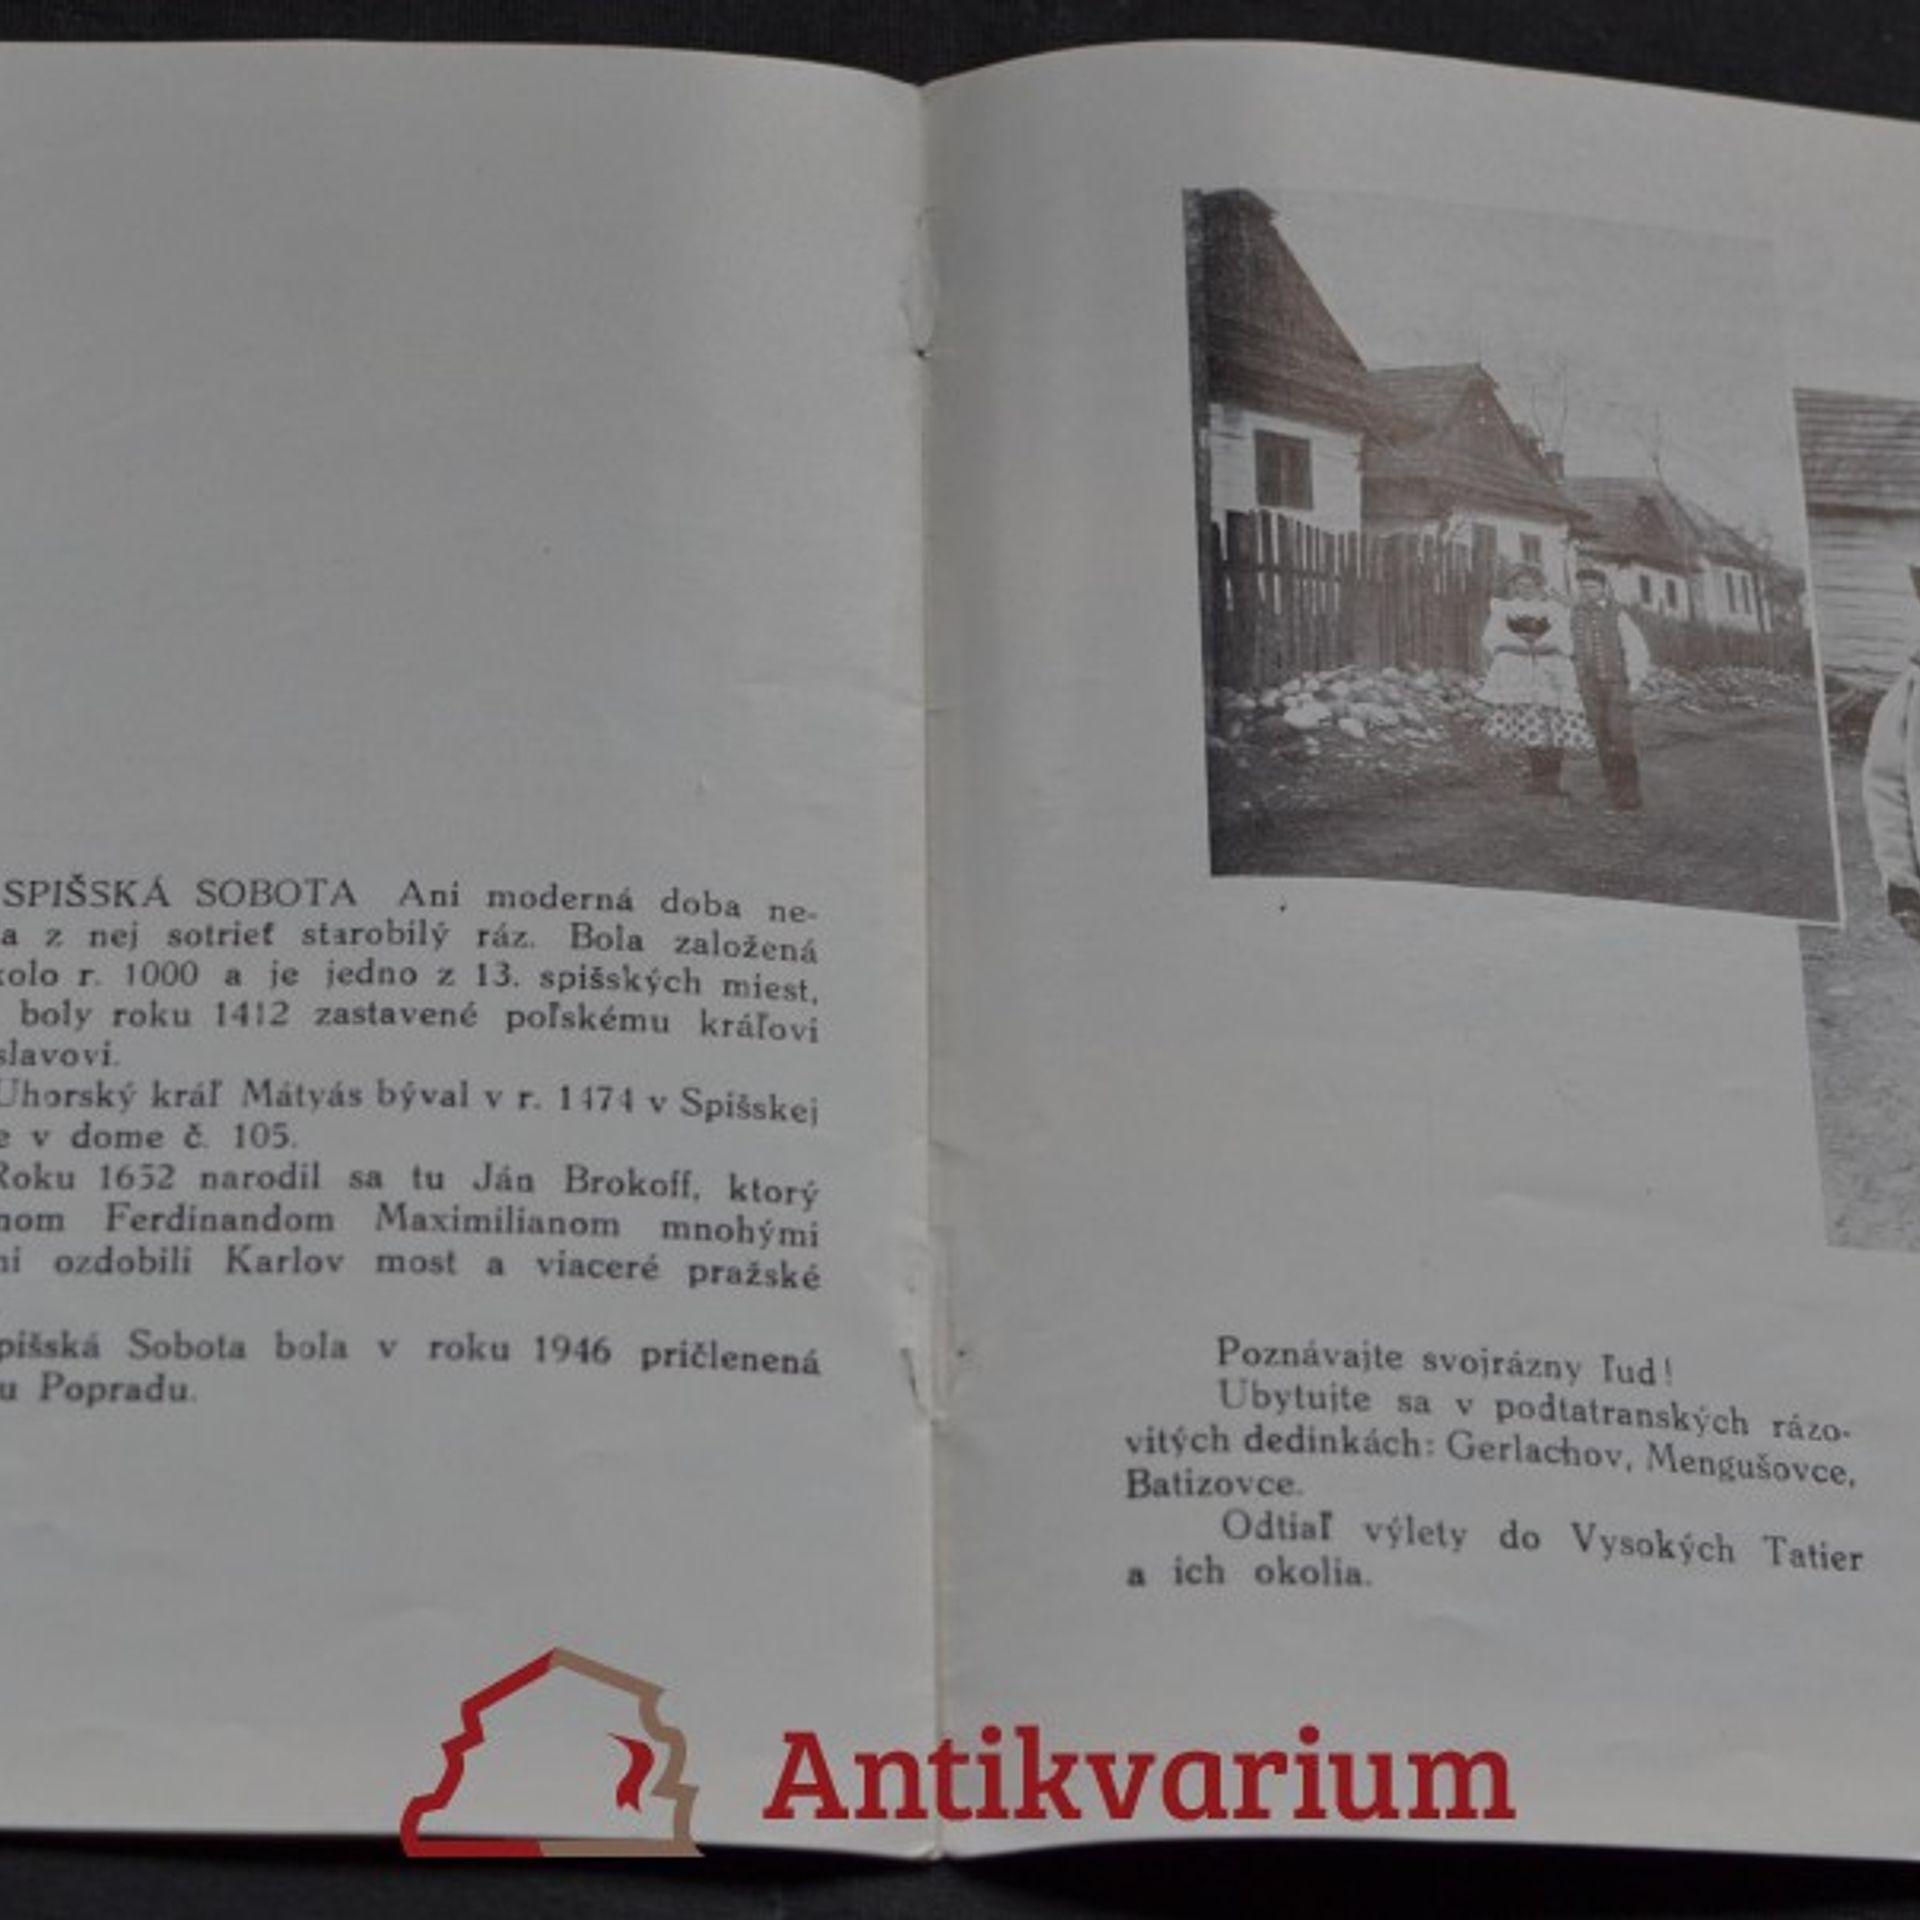 SPIŠSKÁ SOBOTA Ani moderná doba ne-
a z nej sotrieť starobilý ráz. Bola založená
kolo r. 1000 a je jedno z 13. spišských miest,
boly roku 1412 zastavené poľskému kráľovi
slavovi.
Uhorský kráľ Mátyás býval v r. 1474 v Spišskej
e v dome č. 105.
Roku 1652 narodil sa tu Ján Brokoff, ktorý
nom Ferdinandom Maximilianom mnohými
ni ozdobili Karlov most a viaceré pražské
pišská Sobota bola v roku 1946 pričlenená
u Popradu.
Poznávajte svojrázny ľud!
Ubytujte sa v podtatranských rázo-
vitých dedinkách: Gerlachov, Mengušovce,
Batizovce.
Odtiaľ výlety do Vysokých Tatier
a ich okolia.
Antikvarium